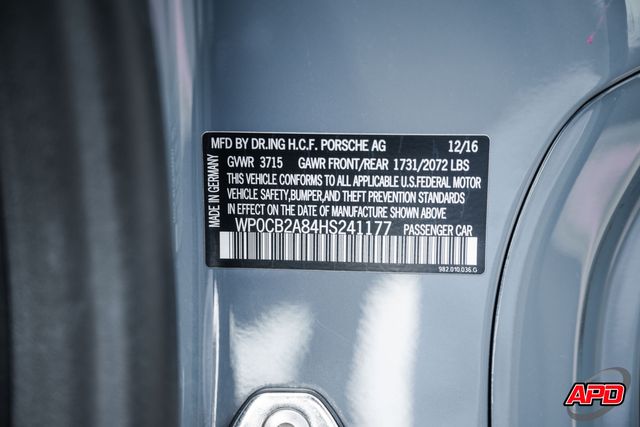 MFD BY DR.ING H.C.F. PORSCHE AG 12/16
GVWR 3715 GAWR FRONT/REAR 1731/2072 LBS
THIS VEHICLE CONFORMS TO ALL APPLICABLE U.S.FEDERAL MOTOR
VEHICLE SAFETY,BUMPER,AND THEFT PREVENTION STANDARDS
IN EFFECT ON THE DATE OF MANUFACTURE SHOWN ABOVE
WP0CB2A84HS241177 PASSENGER CAR
982.010.036.G
MADE IN GERMANY
APD